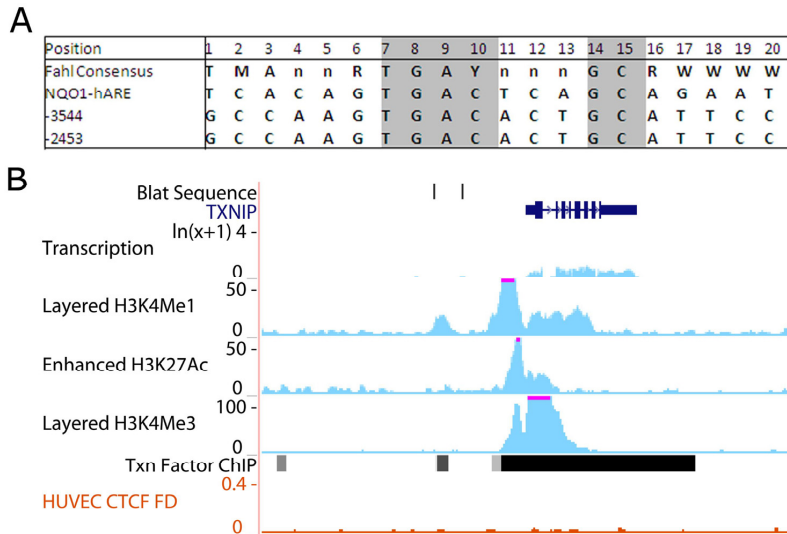 A
Position 1 2 3 4 5 6 7 8 9 10 11 12 13 14 15 16 17 18 19 20
Fahl Consensus T M A n n R T G A Y n n n G C R W W W W
NQO1-hARE T C A C A G T G A C T C A G C A G A A T
-3544 G C C A A G T G A C A C T G C A T T C C
-2453 G C C A A G T G A C A C T G C A T T C C
B
Blat Sequence
TXNIP
ln(x+1) 4 -
Transcription
0
50 -
Layered H3K4Me1
0
50 -
Enhanced H3K27Ac
0
100 -
Layered H3K4Me3
0
Txn Factor ChIP
0.4 -
HUVEC CTCF FD
0